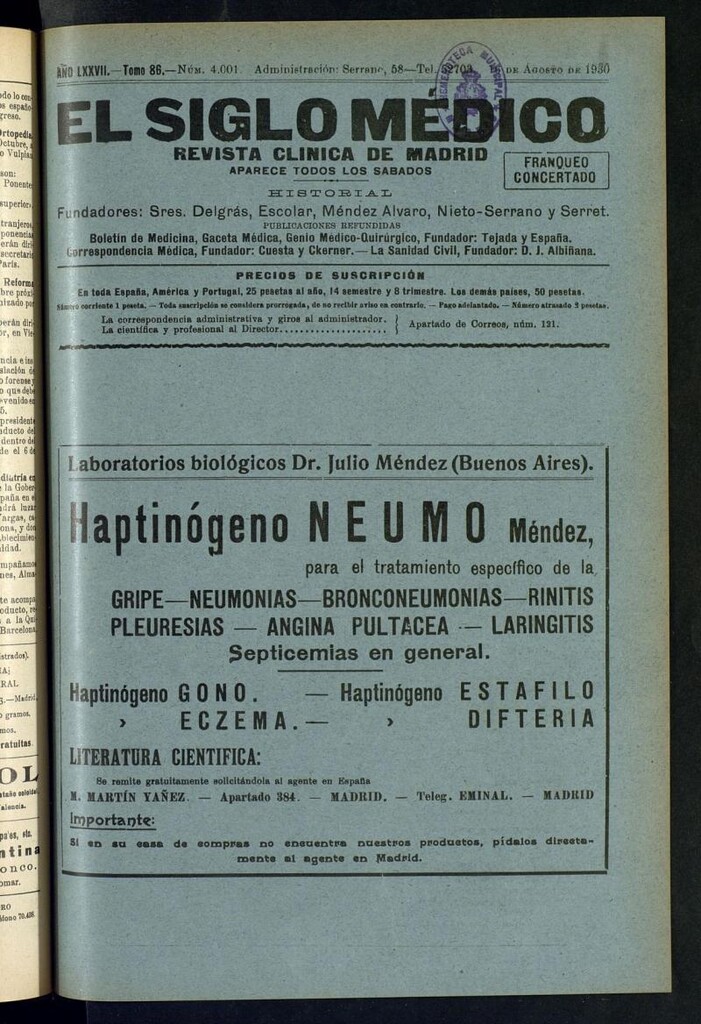 AÑO LXXVII.—Tomo 86.—NÚM. 4.001. Administración: Serrano, 58—Tel. DE AGOSTO DE 1930
HEMEROTECA MUNICIPAL
EL SIGLO MEDICO
REVISTA CLINICA DE MADRID
APARECE TODOS LOS SABADOS
FRANQUEO
CONCERTADO
HISTORIAL
Fundadores: Sres. Delgrás, Escolar, Méndez Alvaro, Nieto-Serrano y Serret.
PUBLICACIONES REFUNDIDAS
Boletín de Medicina, Gaceta Médica, Genio Médico-Quirúrgico, Fundador: Tejada y España.
Correspondencia Médica, Fundador: Cuesta y Ckerner.—La Sanidad Civil, Fundador: D. J. Albiñana.
PRECIOS DE SUSCRIPCIÓN
En toda España, América y Portugal, 25 pesetas al año, 14 semestre y 8 trimestre. Los demás países, 50 pesetas.
Número corriente 1 peseta. — Toda suscripción se considera prorrogada, de no recibir aviso en contrario. — Pago adelantado. — Número atrasado 2 pesetas.
La correspondencia administrativa y giros al administrador.
La científica y profesional al Director....................
Apartado de Correos, núm. 121.
Laboratorios biológicos Dr. Julio Méndez (Buenos Aires).
Haptinógeno NEUMO Méndez,
para el tratamiento específico de la
GRIPE—NEUMONIAS—BRONCONEUMONIAS—RINITIS
PLEURESIAS — ANGINA PULTACEA — LARINGITIS
Septicemias en general.
Haptinógeno GONO. — Haptinógeno ESTAFILO
› ECZEMA.— › DIFTERIA
LITERATURA CIENTIFICA:
Se remite gratuitamente solicitándola al agente en España
M. MARTÍN YAÑEZ. — Apartado 384. — MADRID. — Teleg. EMINAL. — MADRID
Importante:
Si en su casa de compras no encuentra nuestros productos, pídalos directa-
mente al agente en Madrid.